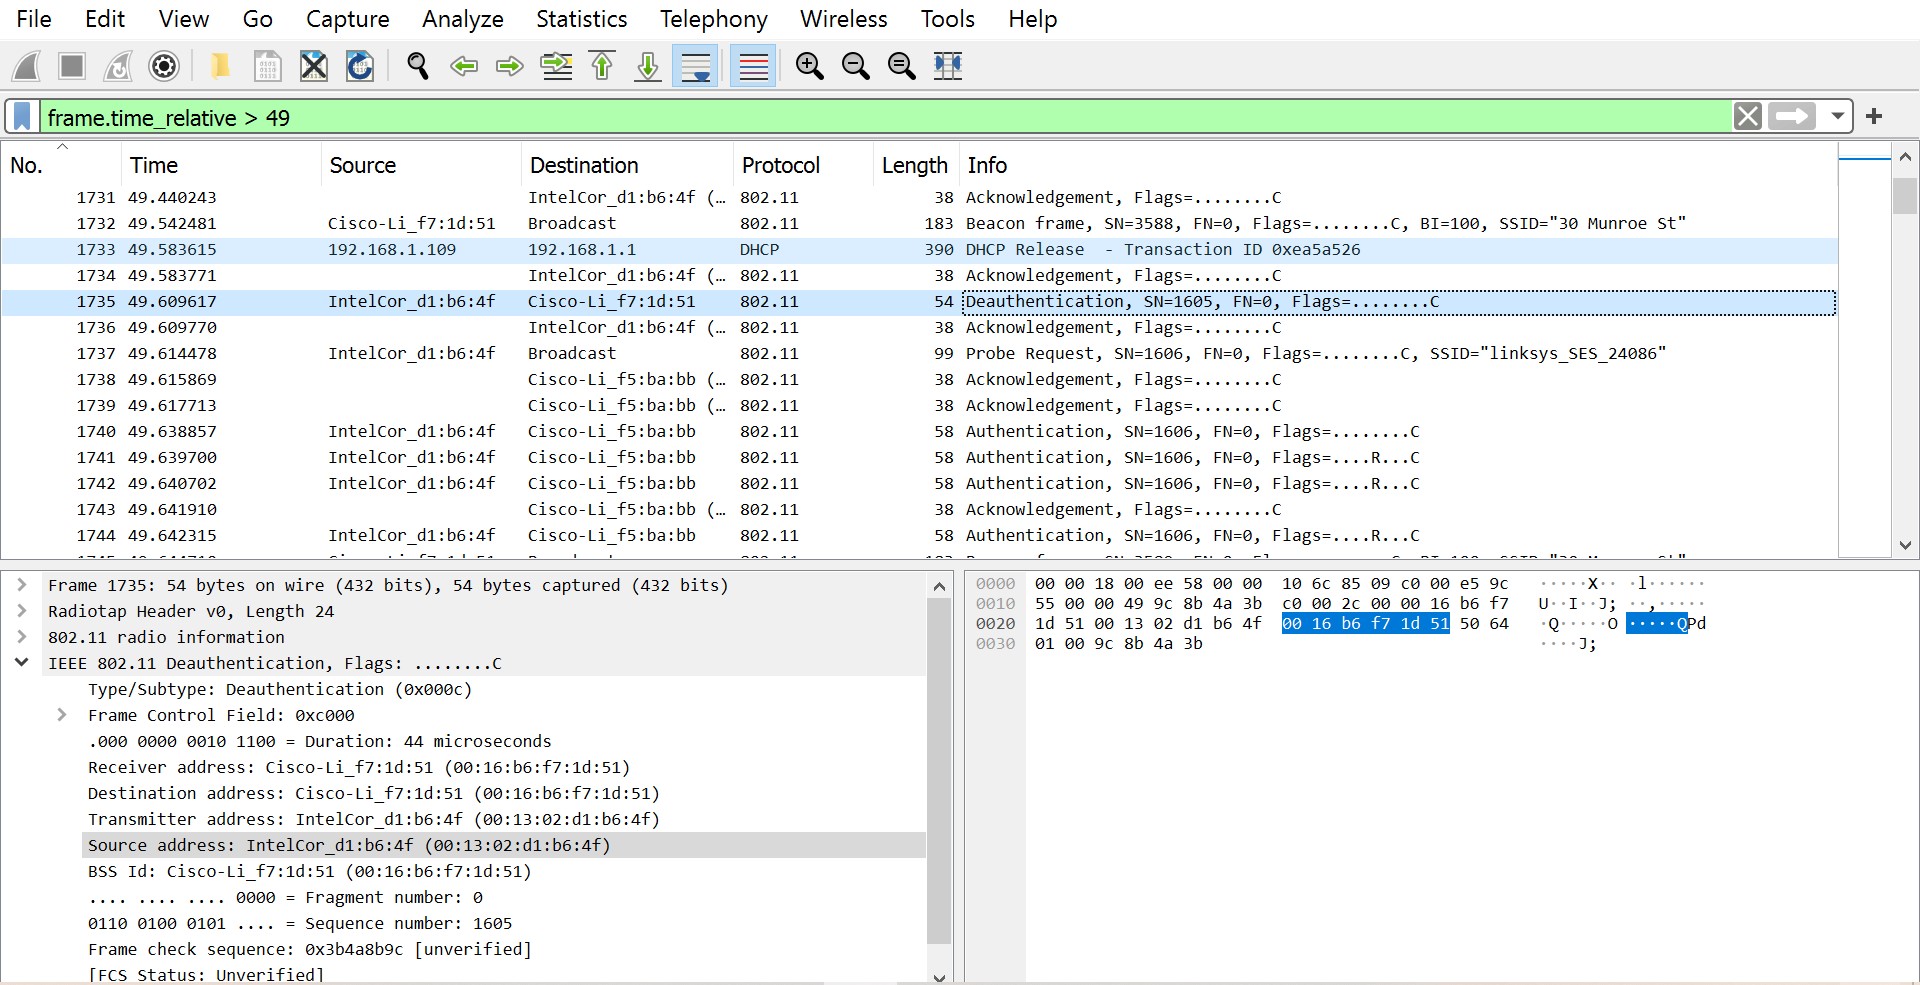 File Edit View Go Capture Analyze Statistics Telephony Wireless Tools Help
frame.time_relative > 49
No. Time Source Destination Protocol Length Info
1731 49.440243 IntelCor_d1:b6:4f (… 802.11 38 Acknowledgement, Flags=........C
1732 49.542481 Cisco-Li_f7:1d:51 Broadcast 802.11 183 Beacon frame, SN=3588, FN=0, Flags=........C, BI=100, SSID="30 Munroe St"
1733 49.583615 192.168.1.109 192.168.1.1 DHCP 390 DHCP Release  - Transaction ID 0xea5a526
1734 49.583771 IntelCor_d1:b6:4f (… 802.11 38 Acknowledgement, Flags=........C
1735 49.609617 IntelCor_d1:b6:4f Cisco-Li_f7:1d:51 802.11 54 Deauthentication, SN=1605, FN=0, Flags=........C
1736 49.609770 IntelCor_d1:b6:4f (… 802.11 38 Acknowledgement, Flags=........C
1737 49.614478 IntelCor_d1:b6:4f Broadcast 802.11 99 Probe Request, SN=1606, FN=0, Flags=........C, SSID="linksys_SES_24086"
1738 49.615869 Cisco-Li_f5:ba:bb (… 802.11 38 Acknowledgement, Flags=........C
1739 49.617713 Cisco-Li_f5:ba:bb (… 802.11 38 Acknowledgement, Flags=........C
1740 49.638857 IntelCor_d1:b6:4f Cisco-Li_f5:ba:bb 802.11 58 Authentication, SN=1606, FN=0, Flags=........C
1741 49.639700 IntelCor_d1:b6:4f Cisco-Li_f5:ba:bb 802.11 58 Authentication, SN=1606, FN=0, Flags=....R...C
1742 49.640702 IntelCor_d1:b6:4f Cisco-Li_f5:ba:bb 802.11 58 Authentication, SN=1606, FN=0, Flags=....R...C
1743 49.641910 Cisco-Li_f5:ba:bb (… 802.11 38 Acknowledgement, Flags=........C
1744 49.642315 IntelCor_d1:b6:4f Cisco-Li_f5:ba:bb 802.11 58 Authentication, SN=1606, FN=0, Flags=....R...C
Frame 1735: 54 bytes on wire (432 bits), 54 bytes captured (432 bits)
Radiotap Header v0, Length 24
802.11 radio information
IEEE 802.11 Deauthentication, Flags: ........C
Type/Subtype: Deauthentication (0x000c)
Frame Control Field: 0xc000
.000 0000 0010 1100 = Duration: 44 microseconds
Receiver address: Cisco-Li_f7:1d:51 (00:16:b6:f7:1d:51)
Destination address: Cisco-Li_f7:1d:51 (00:16:b6:f7:1d:51)
Transmitter address: IntelCor_d1:b6:4f (00:13:02:d1:b6:4f)
Source address: IntelCor_d1:b6:4f (00:13:02:d1:b6:4f)
BSS Id: Cisco-Li_f7:1d:51 (00:16:b6:f7:1d:51)
.... .... .... 0000 = Fragment number: 0
0110 0100 0101 .... = Sequence number: 1605
Frame check sequence: 0x3b4a8b9c [unverified]
[FCS Status: Unverified]
0000 00 00 18 00 ee 58 00 00 10 6c 85 09 c0 00 e5 9c ·····X·· ·l······
0010 55 00 00 49 9c 8b 4a 3b c0 00 2c 00 00 16 b6 f7 U··I··J; ··,·····
0020 1d 51 00 13 02 d1 b6 4f 00 16 b6 f7 1d 51 50 64 ·Q·····O ·····QPd
0030 01 00 9c 8b 4a 3b ····J;